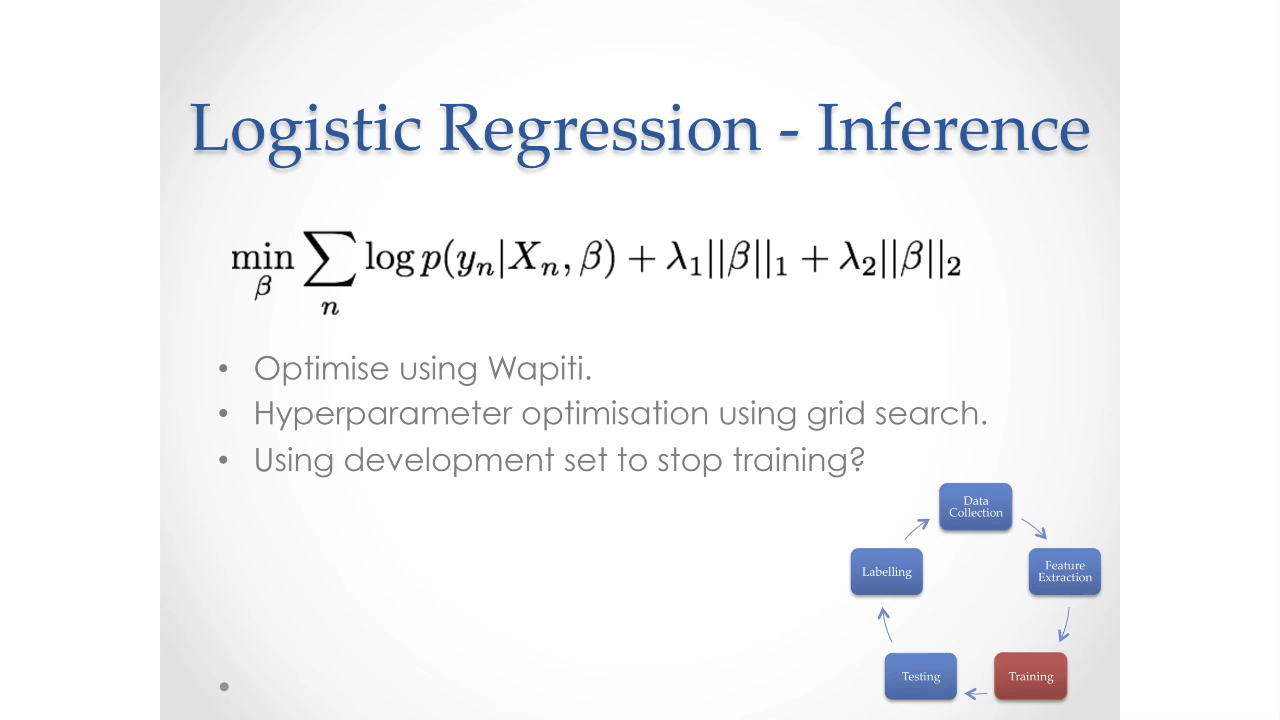 Logistic Regression - Inference
min_β ∑_n log p(y_n|X_n, β) + λ_1||β||_1 + λ_2||β||_2
• Optimise using Wapiti.
• Hyperparameter optimisation using grid search.
• Using development set to stop training?
Data
Collection
Labelling
Feature
Extraction
Testing
Training
•